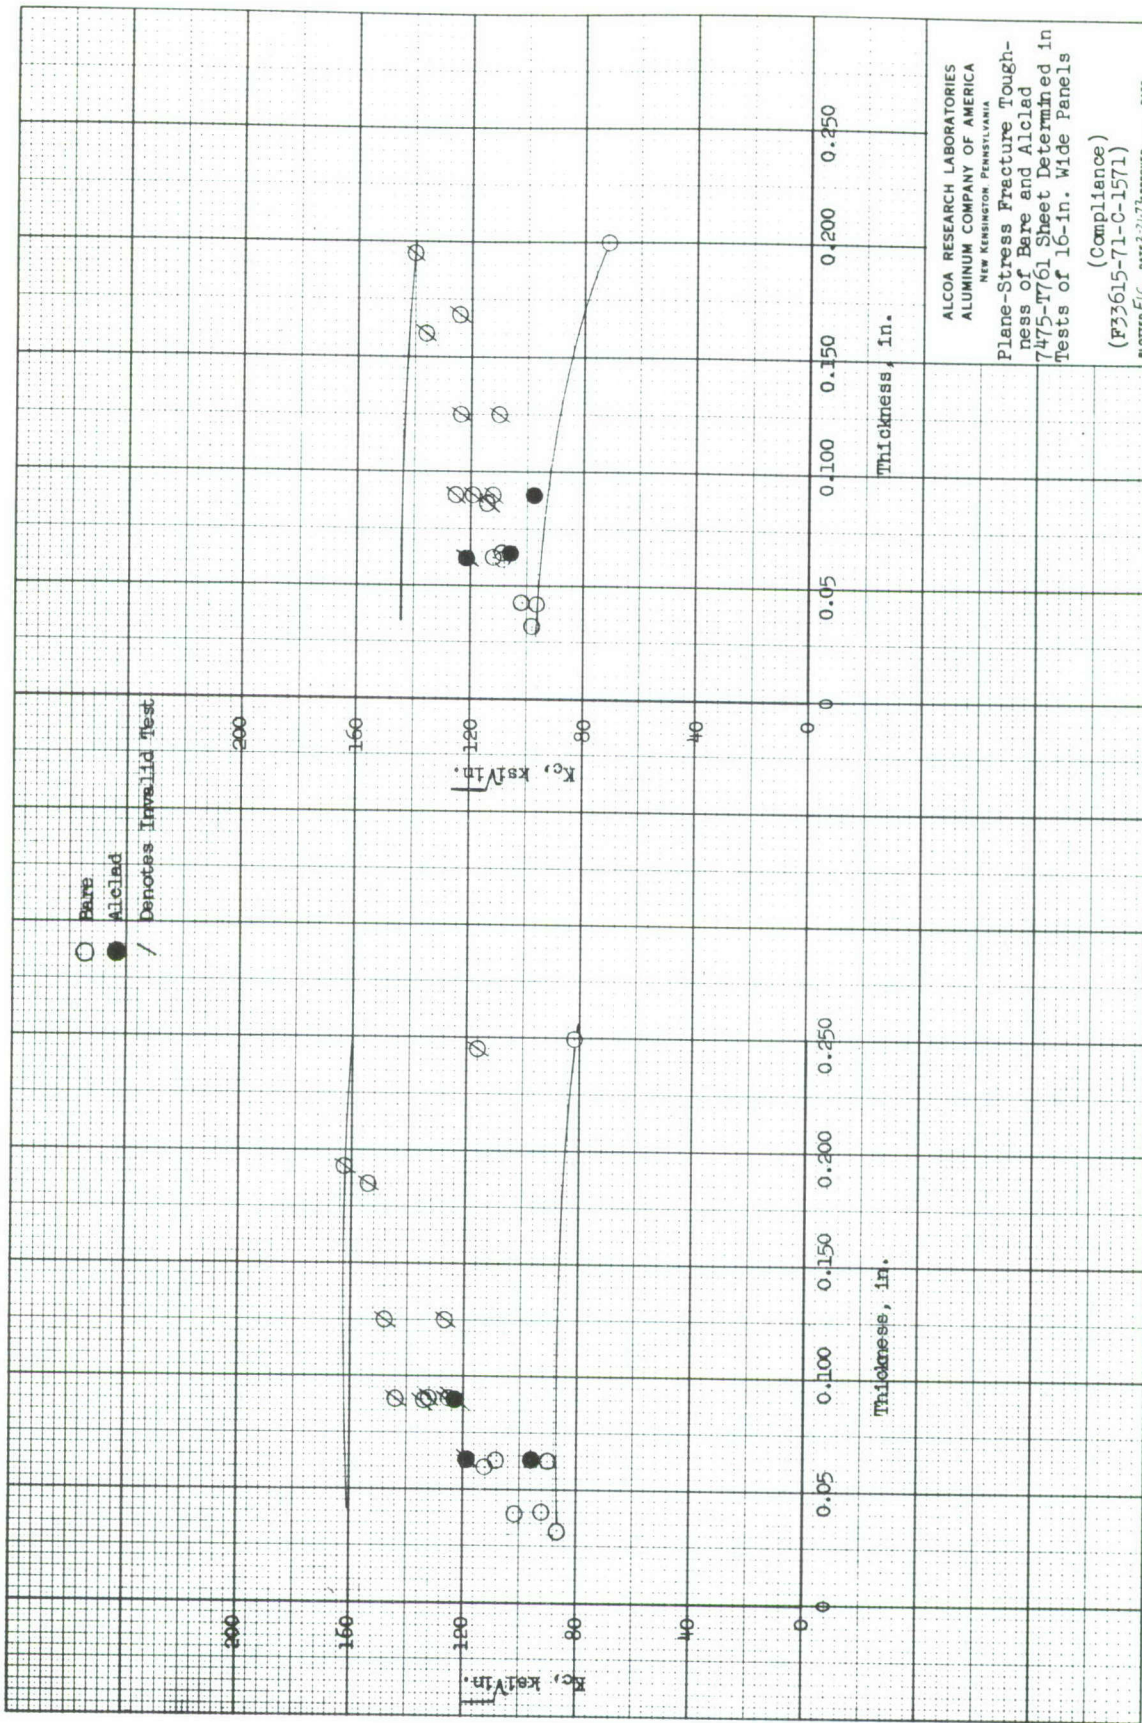 ○ Bare
● Alclad
/ Denotes Invalid Test
200
160
120
80
40
0
Kc, ksi√in.
0
0.05
0.100
0.150
0.200
0.250
Thickness, in.
200
160
120
80
40
0
Kc, ksi√in.
0
0.05
0.100
0.150
0.200
0.250
Thickness, in.
ALCOA RESEARCH LABORATORIES
ALUMINUM COMPANY OF AMERICA
NEW KENSINGTON, PENNSYLVANIA
Plane-Stress Fracture Tough-
ness of Bare and Alclad
7475-T761 Sheet Determined in
Tests of 16-in. Wide Panels
(Compliance)
(F33615-71-C-1571)